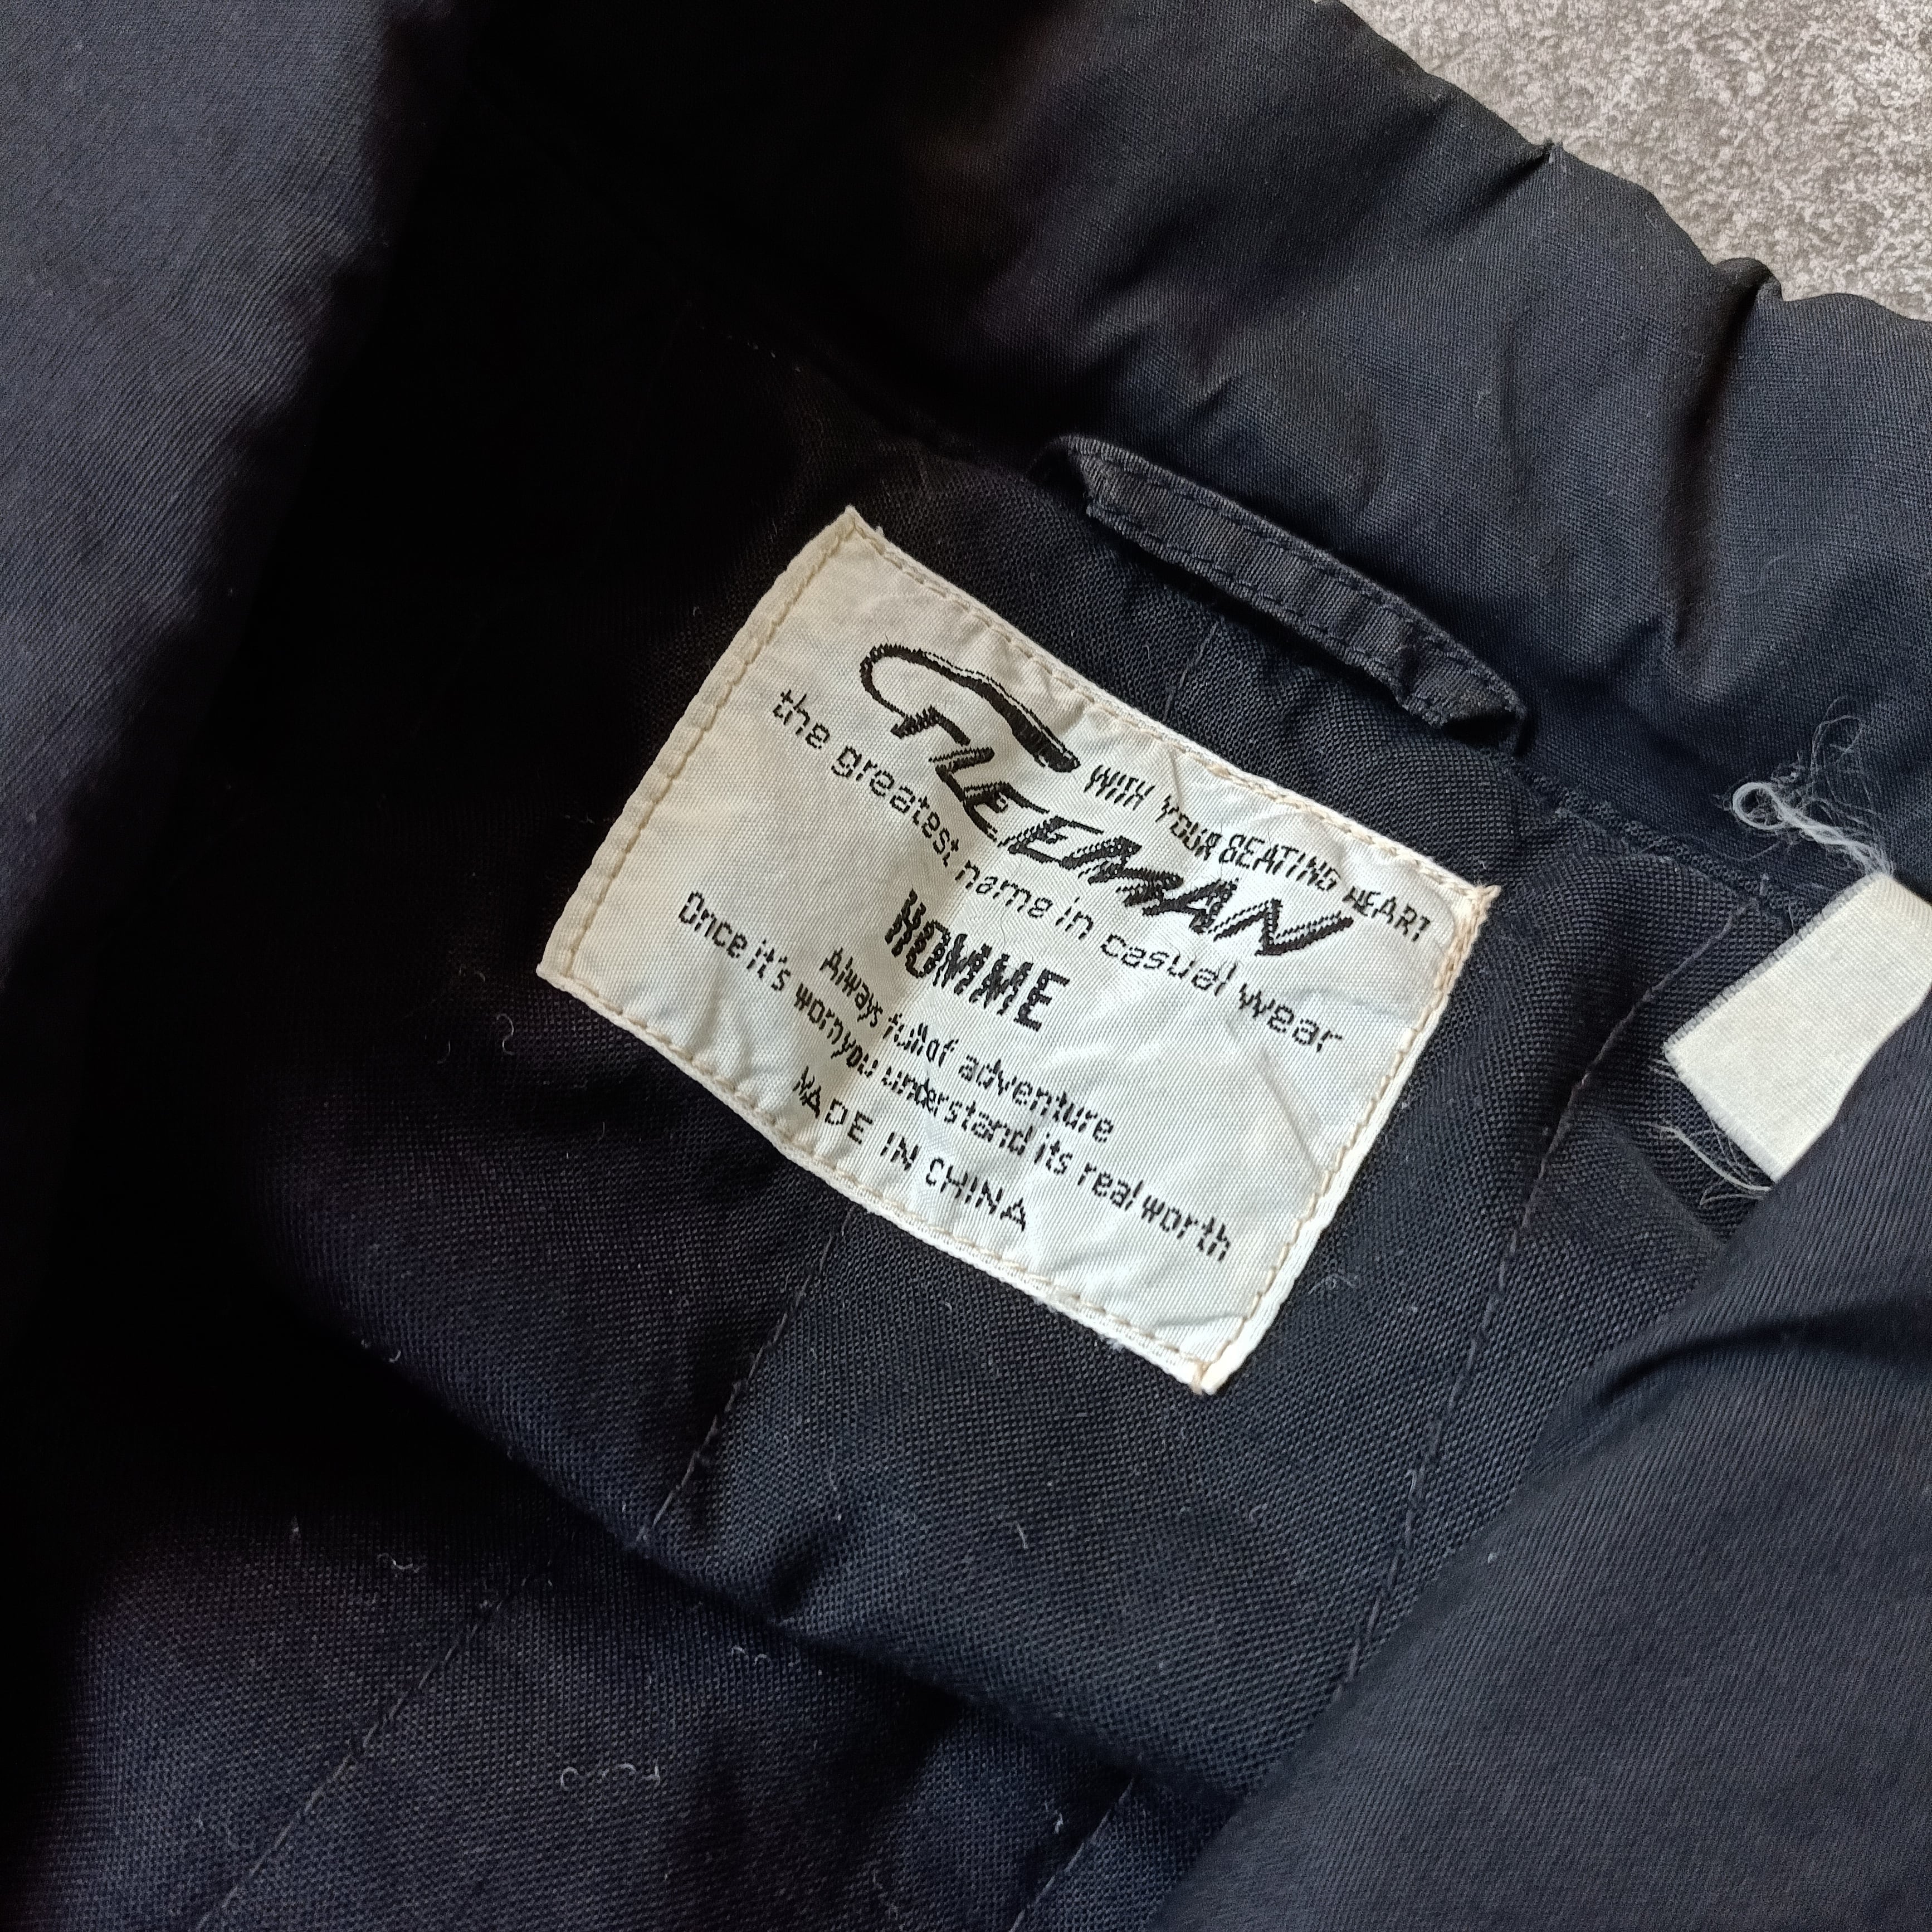 WITH YOUR BEATING HEART
FLEEMAN
the greatest name in casual wear
HOMME
Always full of adventure
Once it's worn you understand its real worth
MADE IN CHINA